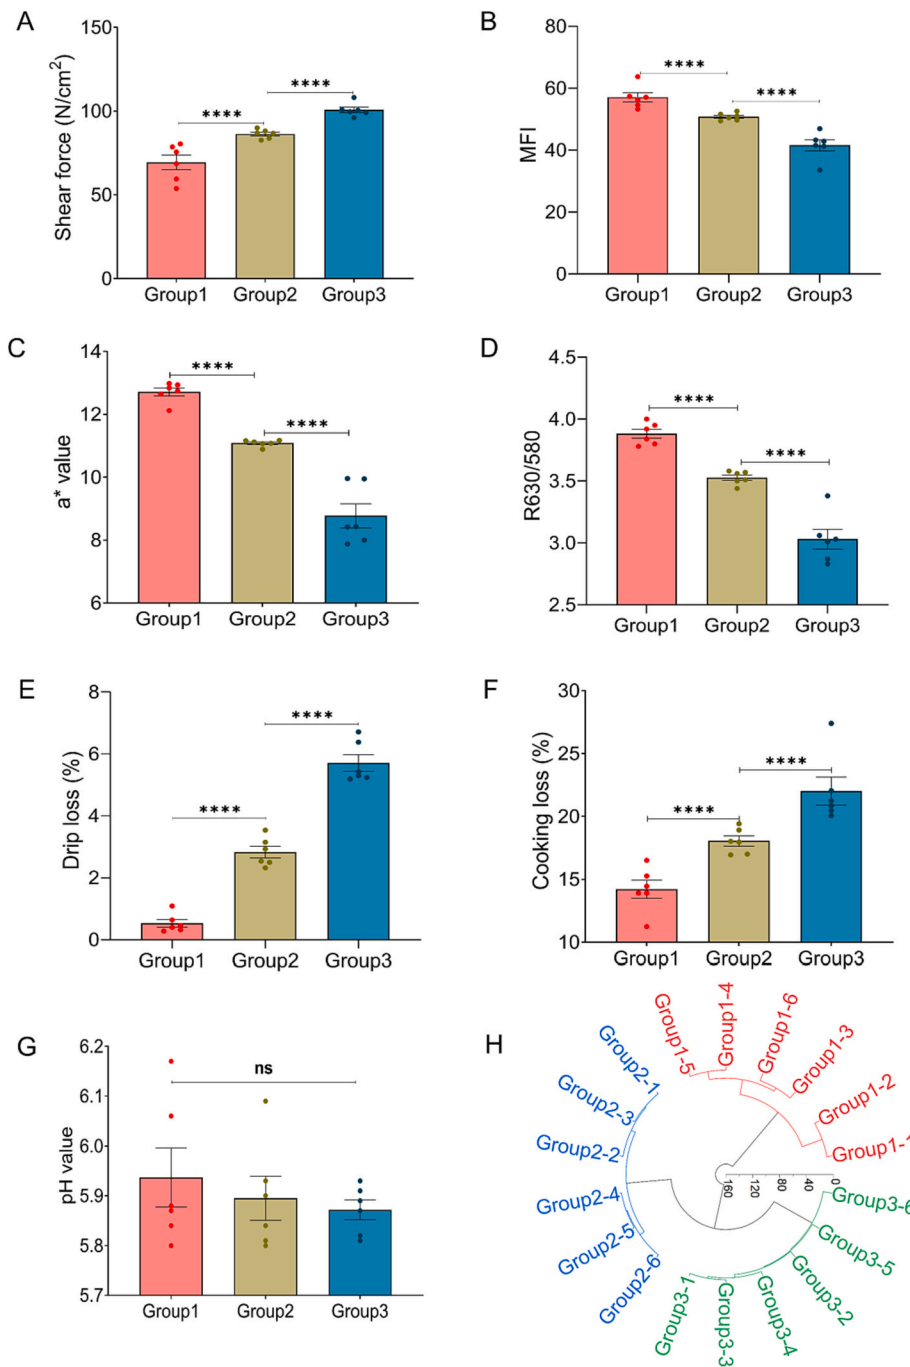 A
Shear force (N/cm²)
150
100
50
0
****
****
Group1
Group2
Group3
B
MFI
80
60
40
20
0
****
****
Group1
Group2
Group3
C
a* value
14
12
10
8
6
****
****
Group1
Group2
Group3
D
R630/580
4.5
4.0
3.5
3.0
2.5
****
****
Group1
Group2
Group3
E
Drip loss (%)
8
6
4
2
0
****
****
Group1
Group2
Group3
F
Cooking loss (%)
30
25
20
15
10
****
****
Group1
Group2
Group3
G
pH value
6.2
6.1
6.0
5.9
5.8
5.7
ns
Group1
Group2
Group3
H
Group2-1
Group1-5
Group1-4
Group1-6
Group1-3
Group1-2
Group1-1
Group2-3
Group2-2
Group2-4
Group2-5
Group2-6
160
120
80
40
0
Group3-6
Group3-5
Group3-2
Group3-4
Group3-3
Group3-1